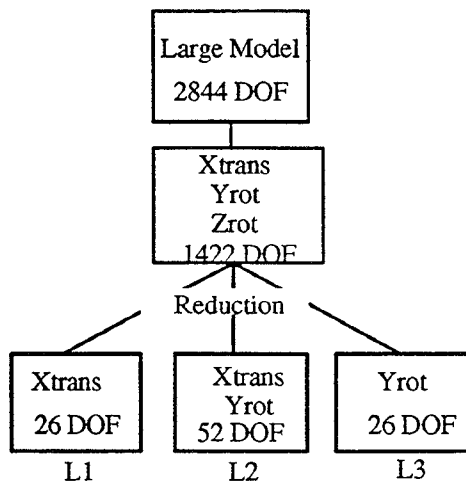 Large Model
2844 DOF
Xtrans
Yrot
Zrot
1422 DOF
Reduction
Xtrans
26 DOF
L1
Xtrans
Yrot
52 DOF
L2
Yrot
26 DOF
L3